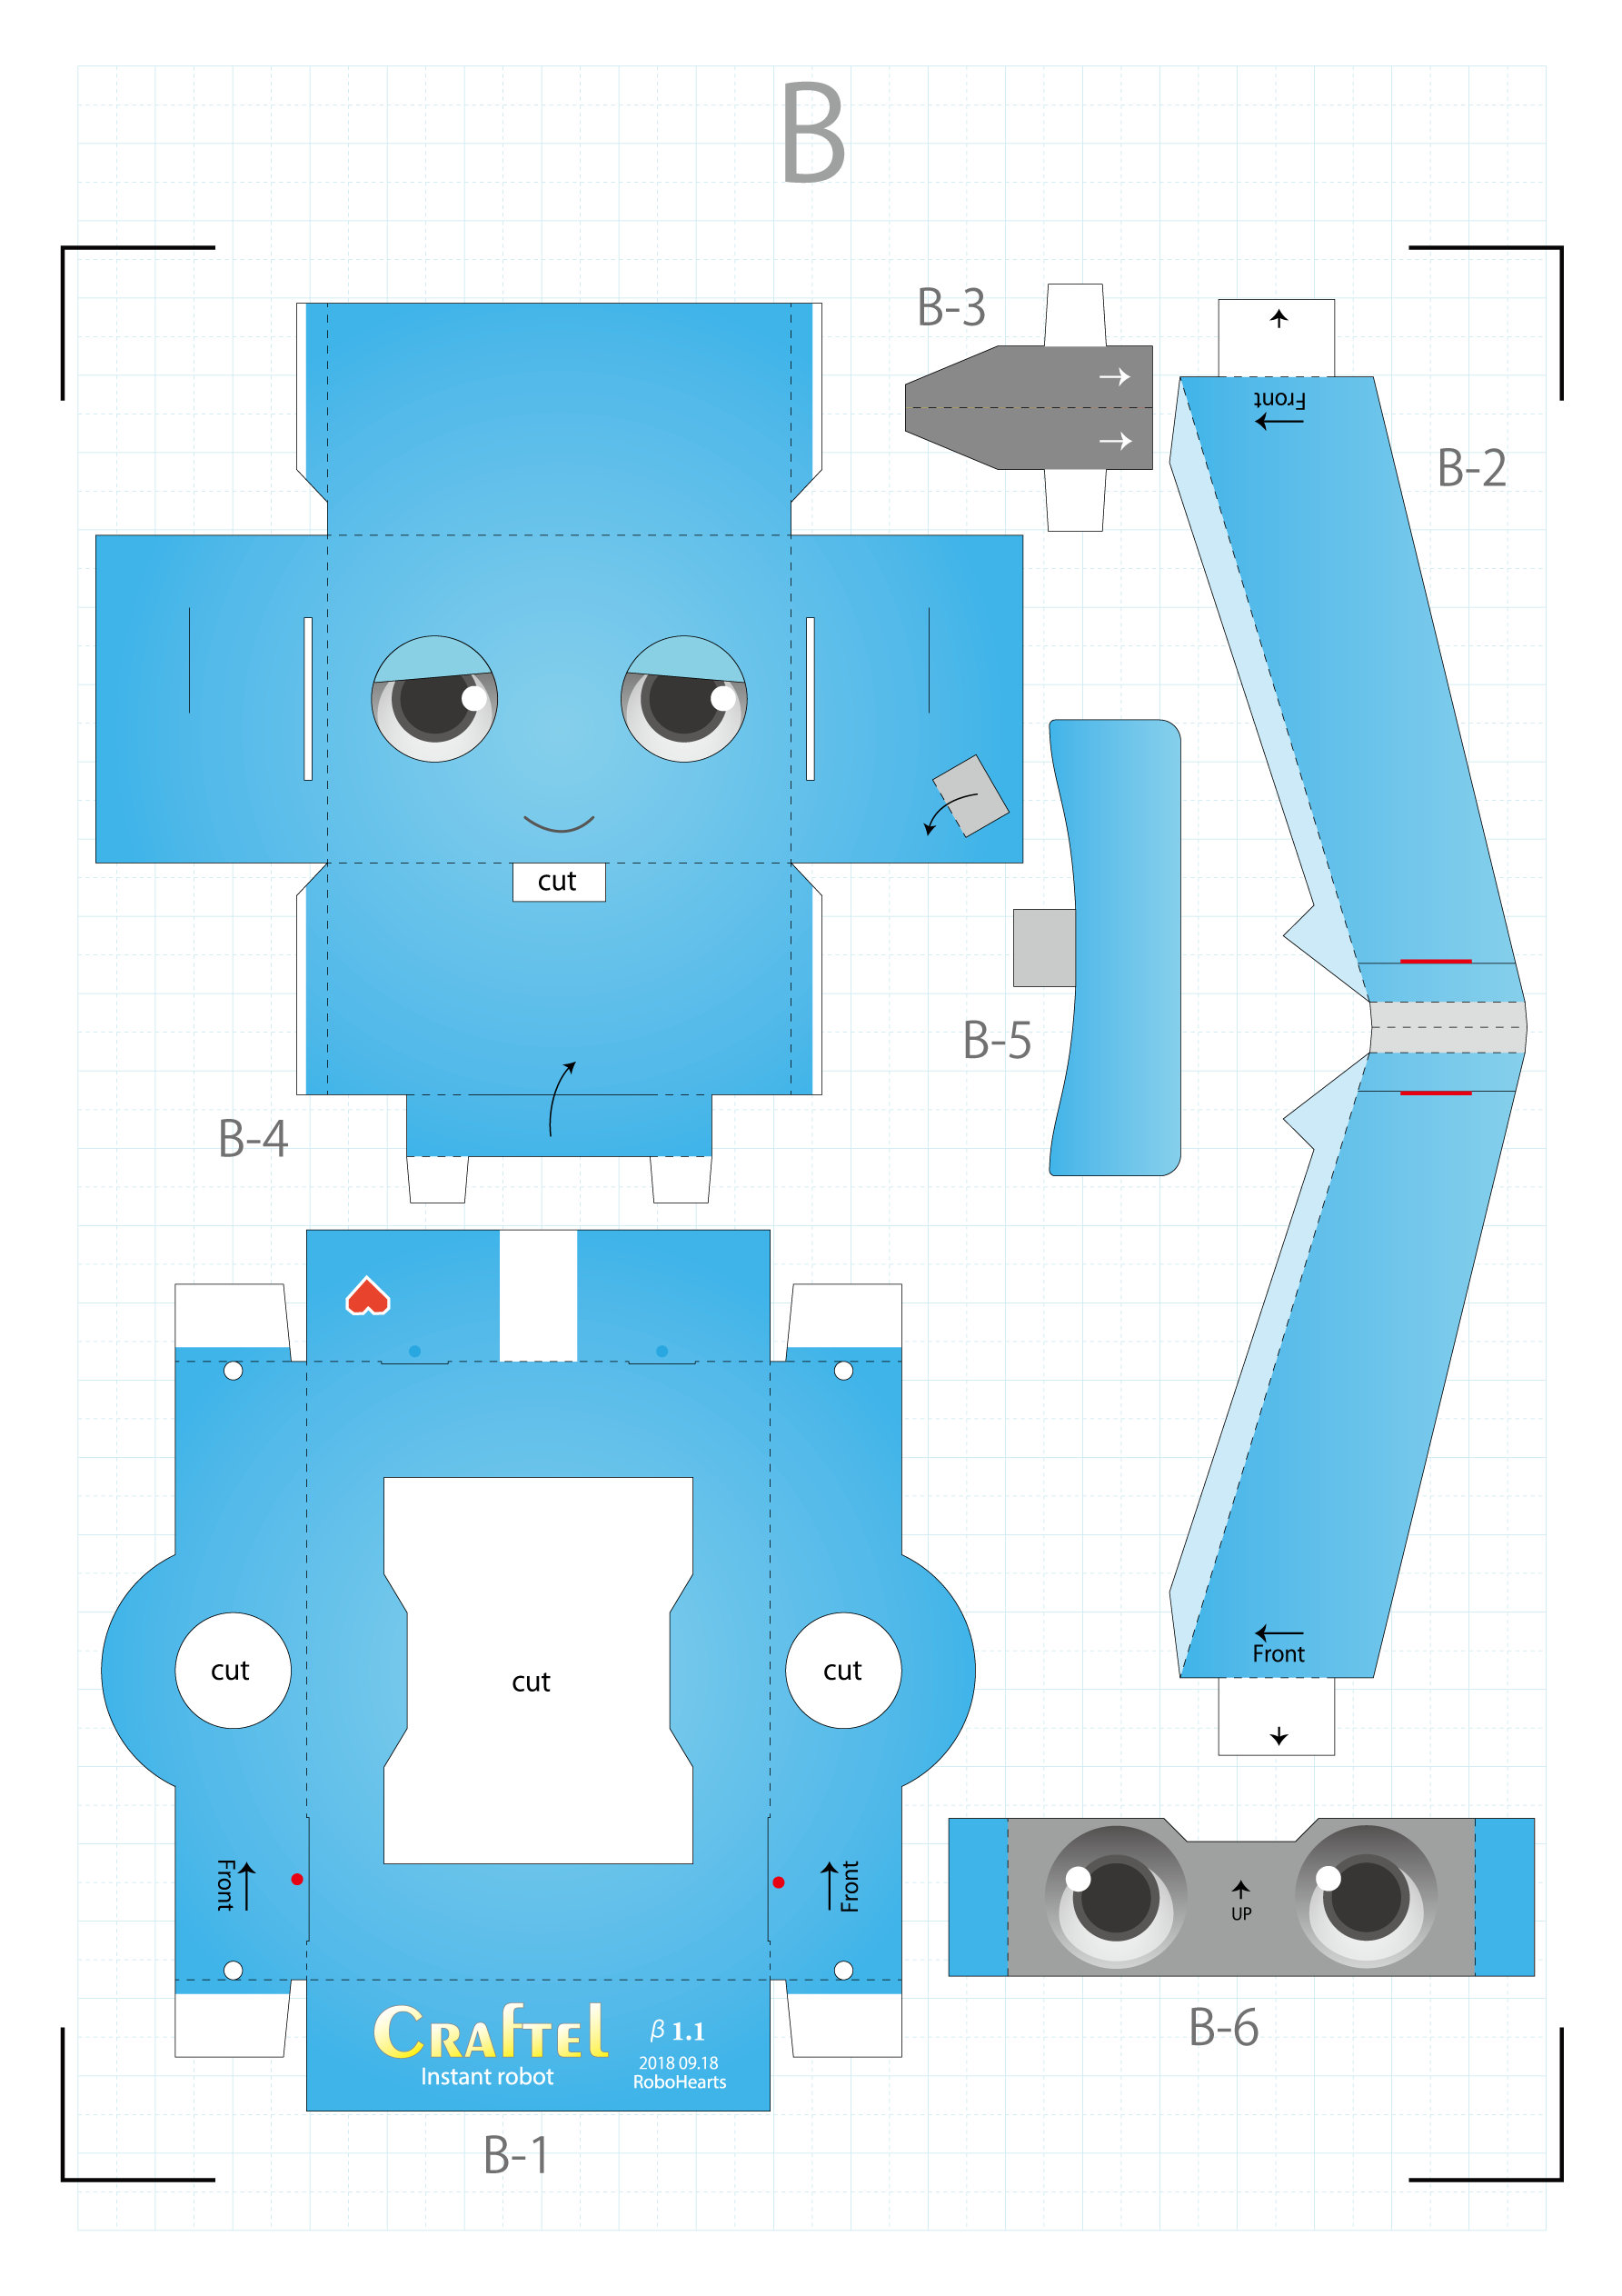 B
B-3
Front
B-2
cut
B-5
B-4
cut
cut
cut
Front
Front
Front
UP
CRAfTEl
Instant robot
β 1.1
2018 09.18
RoboHearts
B-6
B-1